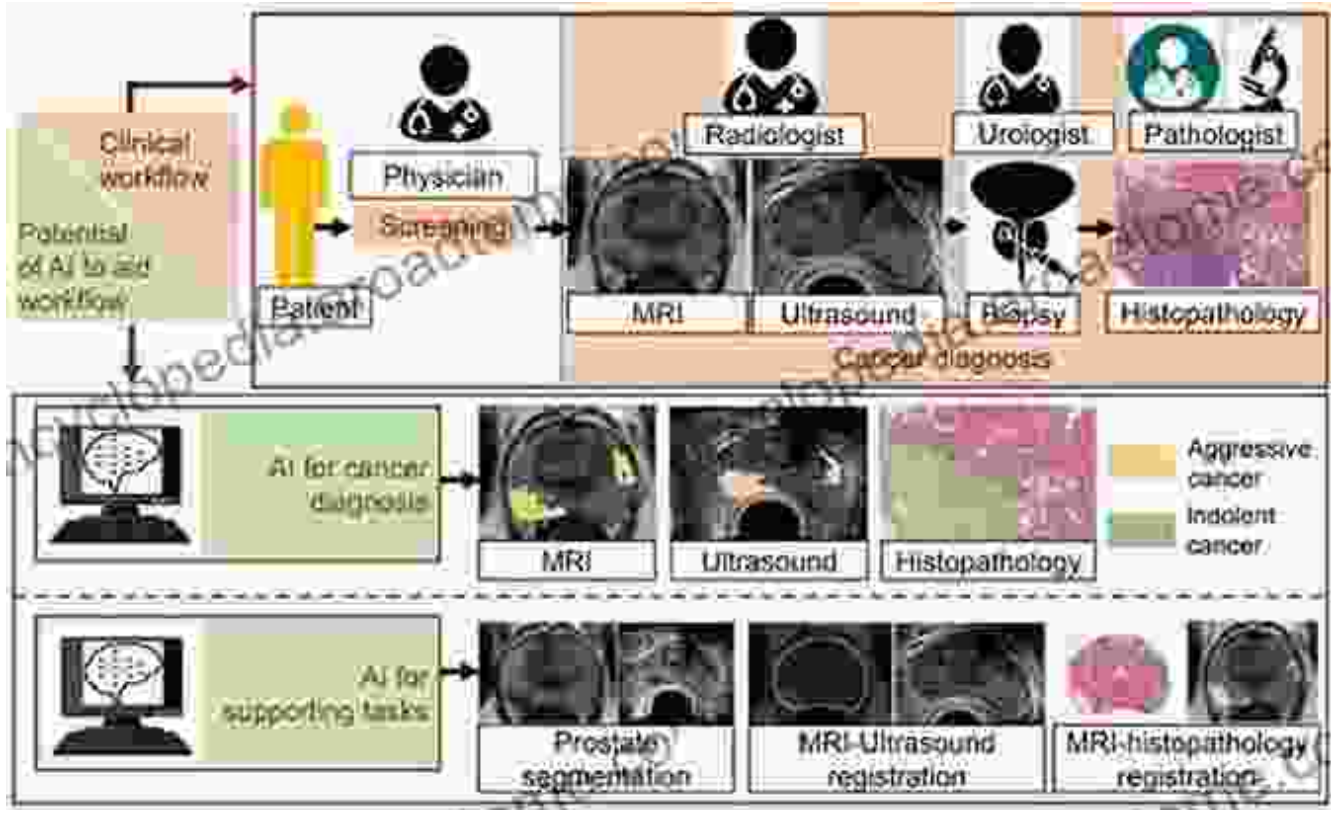 Clinical
workflow
Potential
of AI to aid
workflow
Patient
Physician
Screening
Radiologist
Urologist
Pathologist
MRI
Ultrasound
Biopsy
Histopathology
Cancer diagnosis
AI for cancer
diagnosis
MRI
Ultrasound
Histopathology
Aggressive
cancer
Indolent
cancer
AI for
supporting tasks
Prostate
segmentation
MRI-Ultrasound
registration
MRI-histopathology
registration